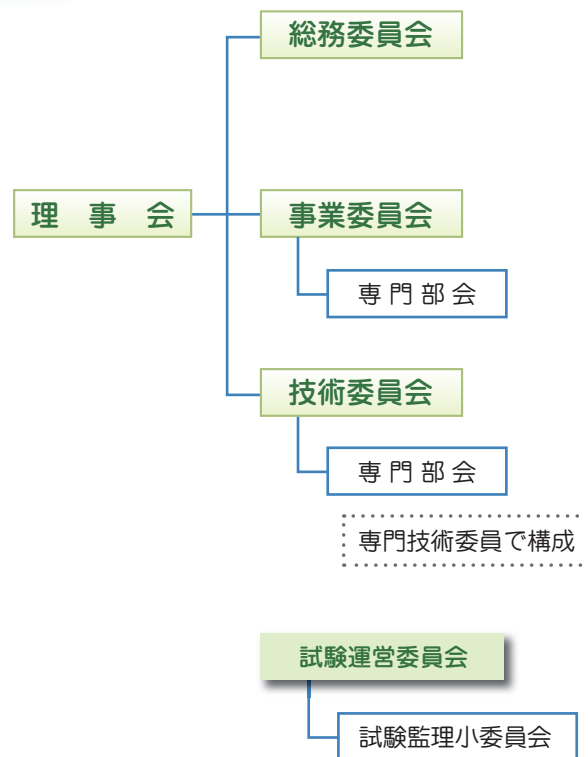 総務委員会
理　事　会
事業委員会
専 門 部 会
技術委員会
専 門 部 会
専門技術委員で構成
試験運営委員会
試験監理小委員会